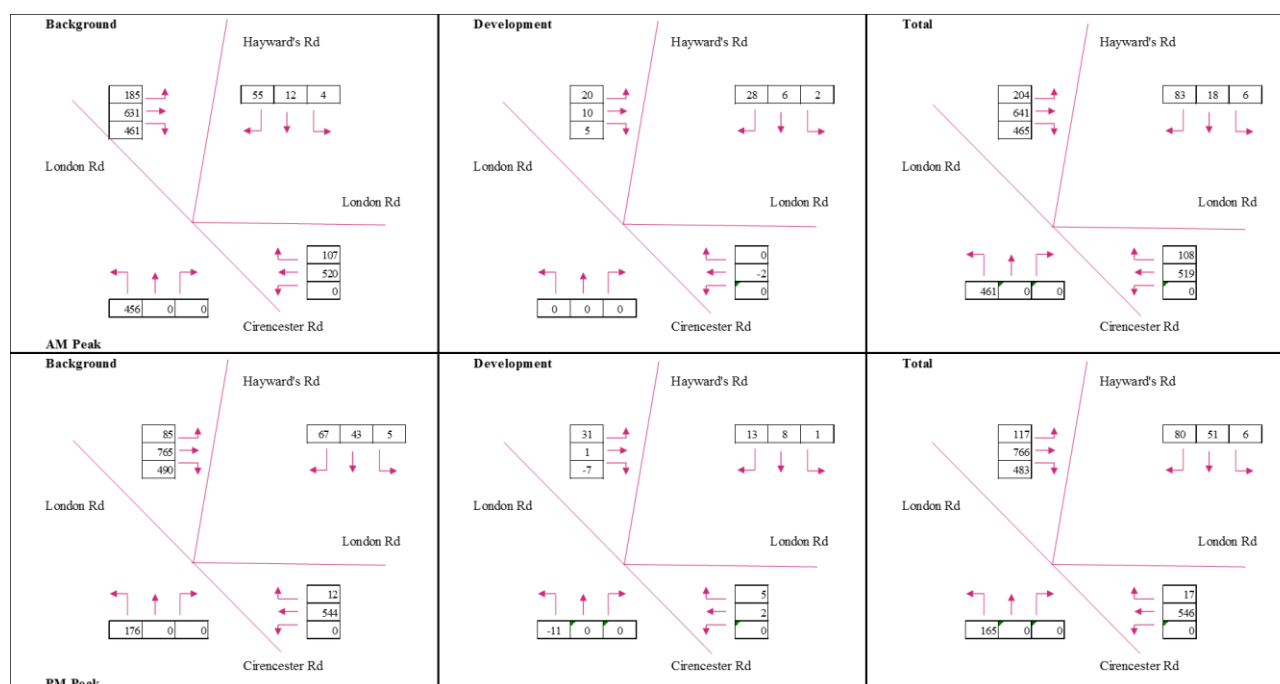 Background
Development
Total
Hayward's Rd
Hayward's Rd
Hayward's Rd
185
55 12 4
20
28 6 2
204
83 18 6
631
10
641
461
5
465
London Rd
London Rd
London Rd
London Rd
London Rd
London Rd
107
0
108
520
-2
519
0
0
0
456 0 0
0 0 0
461 0 0
Cirencester Rd
Cirencester Rd
Cirencester Rd
AM Peak
Background
Development
Total
Hayward's Rd
Hayward's Rd
Hayward's Rd
85
67 43 5
31
13 8 1
117
80 51 6
765
1
766
490
-7
483
London Rd
London Rd
London Rd
London Rd
London Rd
London Rd
12
5
17
544
2
546
0
0
0
176 0 0
-11 0 0
165 0 0
Cirencester Rd
Cirencester Rd
Cirencester Rd
PM Peak